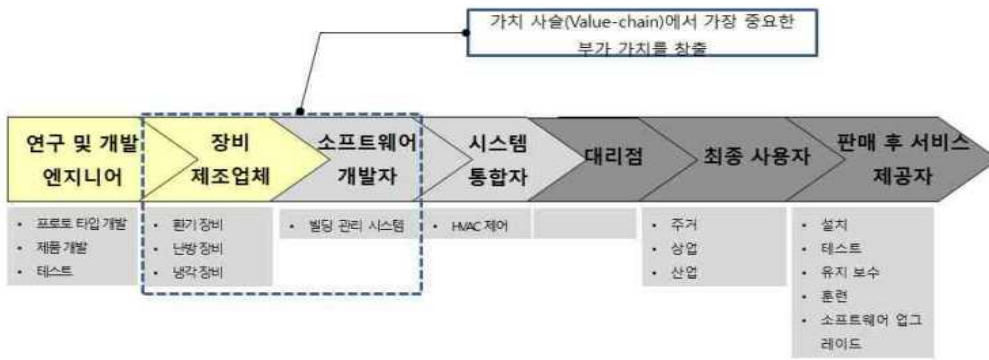 가치 사슬(Value-chain)에서 가장 중요한
부가 가치를 창출
연구 및 개발
엔지니어
장비
제조업체
소프트웨어
개발자
시스템
통합자
대리점
최종 사용자
판매 후 서비스
제공자
• 프로토 타입 개발
• 제품 개발
• 테스트
• 환기 장비
• 난방 장비
• 냉각 장비
• 빌딩 관리 시스템
• HVAC 제어
• 주거
• 상업
• 산업
• 설치
• 테스트
• 유지 보수
• 훈련
• 소프트웨어 업그
레이드